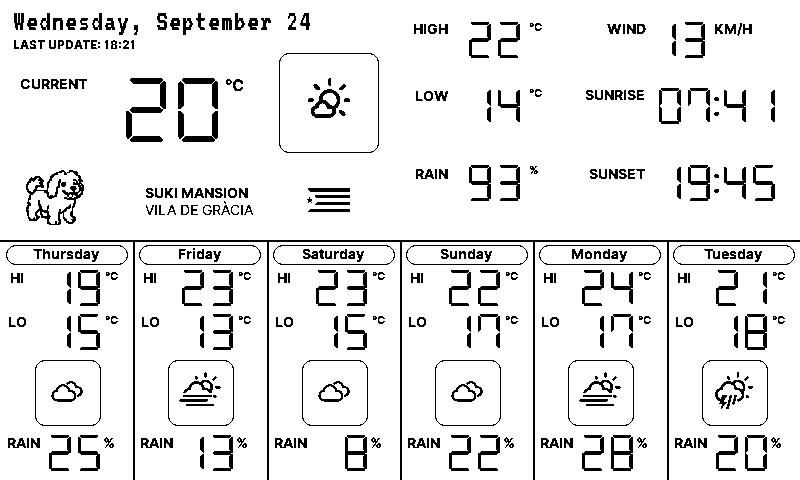 Wednesday, September 24
LAST UPDATE: 18:21
CURRENT 20 °C
HIGH 22 °C
LOW 14 °C
RAIN 93 %
WIND 13 KM/H
SUNRISE 07:41
SUNSET 19:45
SUKI MANSION
VILA DE GRÀCIA
Thursday
HI 19 °C
LO 15 °C
RAIN 25 %
Friday
HI 23 °C
LO 13 °C
RAIN 13 %
Saturday
HI 23 °C
LO 15 °C
RAIN 8 %
Sunday
HI 22 °C
LO 17 °C
RAIN 22 %
Monday
HI 24 °C
LO 17 °C
RAIN 28 %
Tuesday
HI 21 °C
LO 18 °C
RAIN 20 %